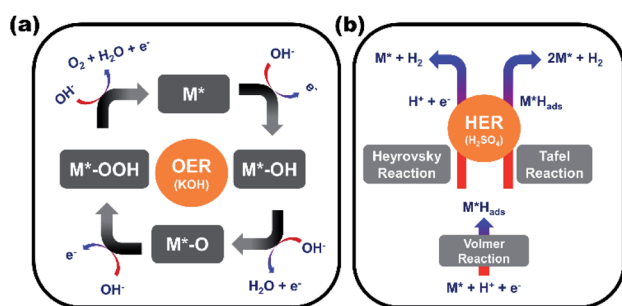 (a)
O₂ + H₂O + e⁻
OH⁻
M*
OH⁻
e⁻
M*-OOH
OER
(KOH)
M*-OH
e⁻
OH⁻
M*-O
OH⁻
H₂O + e⁻
(b)
M* + H₂
2M* + H₂
H⁺ + e⁻
M*Hads
HER
(H₂SO₄)
Heyrovsky
Reaction
Tafel
Reaction
M*Hads
Volmer
Reaction
M* + H⁺ + e⁻